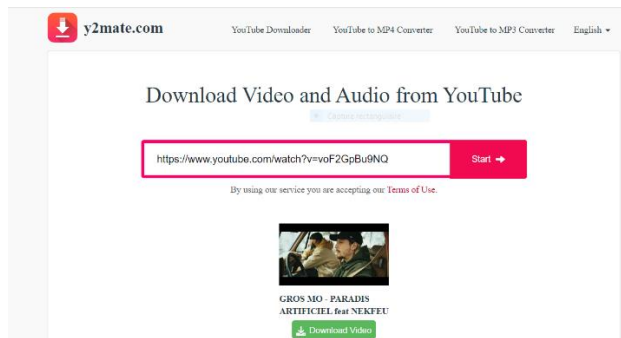 y2mate.com
YouTube Downloader YouTube to MP4 Converter YouTube to MP3 Converter English
Download Video and Audio from YouTube
Capture rectangulaire
https://www.youtube.com/watch?v=voF2GpBu9NQ Start
By using our service you are accepting our Terms of Use.
GROS MO - PARADIS
ARTIFICIEL feat NEKFEU
Download Video